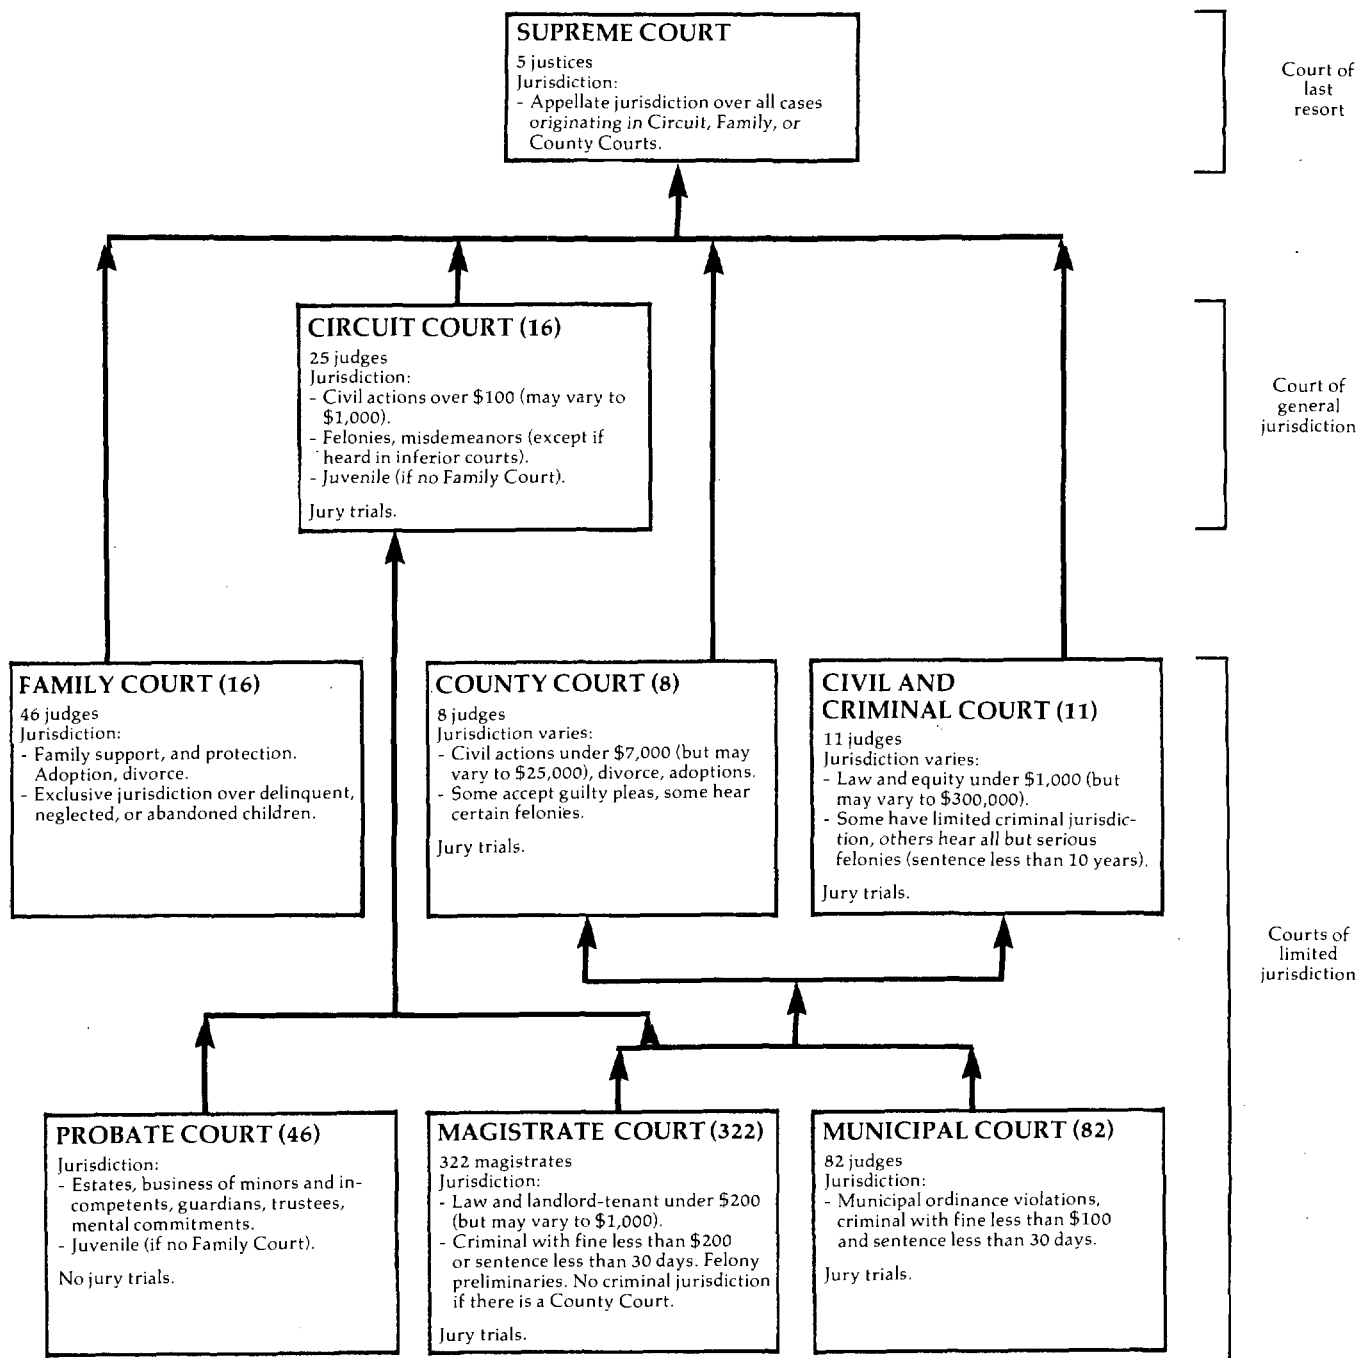 SUPREME COURT
5 justices
Jurisdiction:
- Appellate jurisdiction over all cases
originating in Circuit, Family, or
County Courts.
Court of
last
resort
CIRCUIT COURT (16)
25 judges
Jurisdiction:
- Civil actions over $100 (may vary to
$1,000).
- Felonies, misdemeanors (except if
heard in inferior courts).
- Juvenile (if no Family Court).
Jury trials.
Court of
general
jurisdiction
FAMILY COURT (16)
46 judges
Jurisdiction:
- Family support, and protection.
Adoption, divorce.
- Exclusive jurisdiction over delinquent,
neglected, or abandoned children.
COUNTY COURT (8)
8 judges
Jurisdiction varies:
- Civil actions under $7,000 (but may
vary to $25,000), divorce, adoptions.
- Some accept guilty pleas, some hear
certain felonies.
Jury trials.
CIVIL AND
CRIMINAL COURT (11)
11 judges
Jurisdiction varies:
- Law and equity under $1,000 (but
may vary to $300,000).
- Some have limited criminal jurisdic-
tion, others hear all but serious
felonies (sentence less than 10 years).
Jury trials.
Courts of
limited
jurisdiction
PROBATE COURT (46)
Jurisdiction:
- Estates, business of minors and in-
competents, guardians, trustees,
mental commitments.
- Juvenile (if no Family Court).
No jury trials.
MAGISTRATE COURT (322)
322 magistrates
Jurisdiction:
- Law and landlord-tenant under $200
(but may vary to $1,000).
- Criminal with fine less than $200
or sentence less than 30 days. Felony
preliminaries. No criminal jurisdiction
if there is a County Court.
Jury trials.
MUNICIPAL COURT (82)
82 judges
Jurisdiction:
- Municipal ordinance violations,
criminal with fine less than $100
and sentence less than 30 days.
Jury trials.